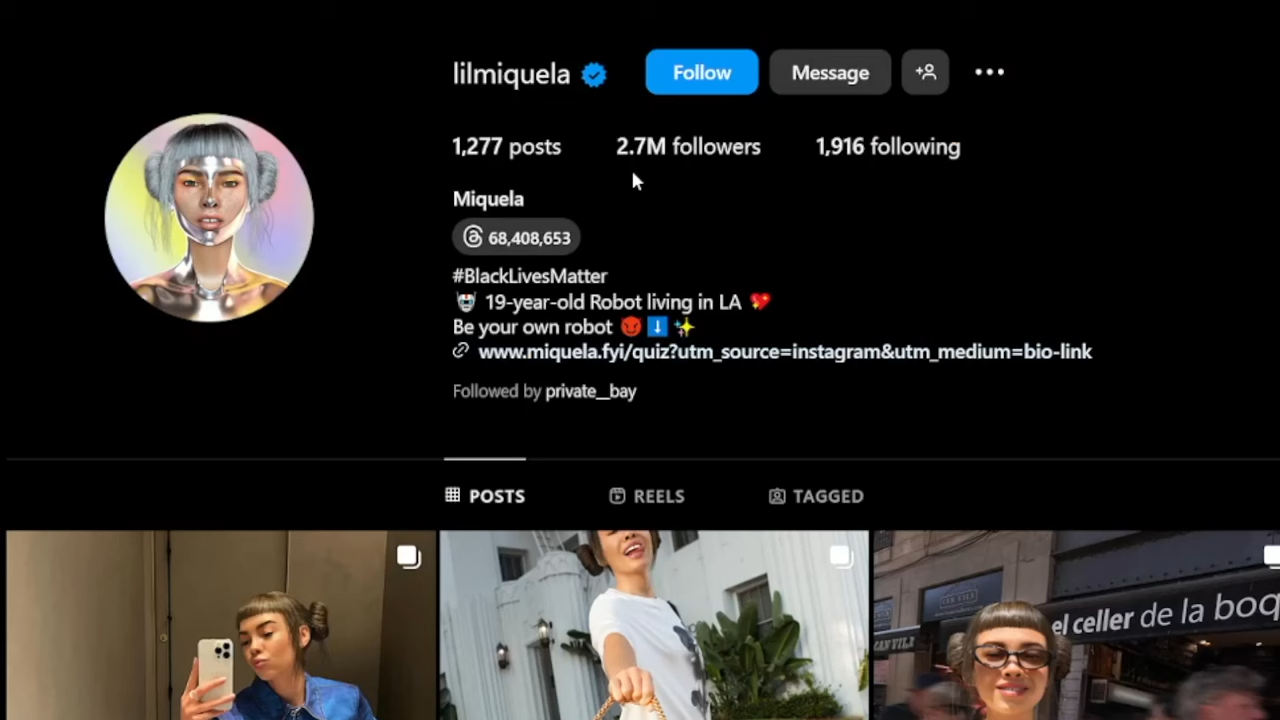 lilmiquela
Follow
Message
1,277 posts
2.7M followers
1,916 following
Miquela
68,408,653
#BlackLivesMatter
19-year-old Robot living in LA
Be your own robot
www.miquela.fyi/quiz?utm_source=instagram&utm_medium=bio-link
Followed by private__bay
POSTS
REELS
TAGGED
el celler de la boq